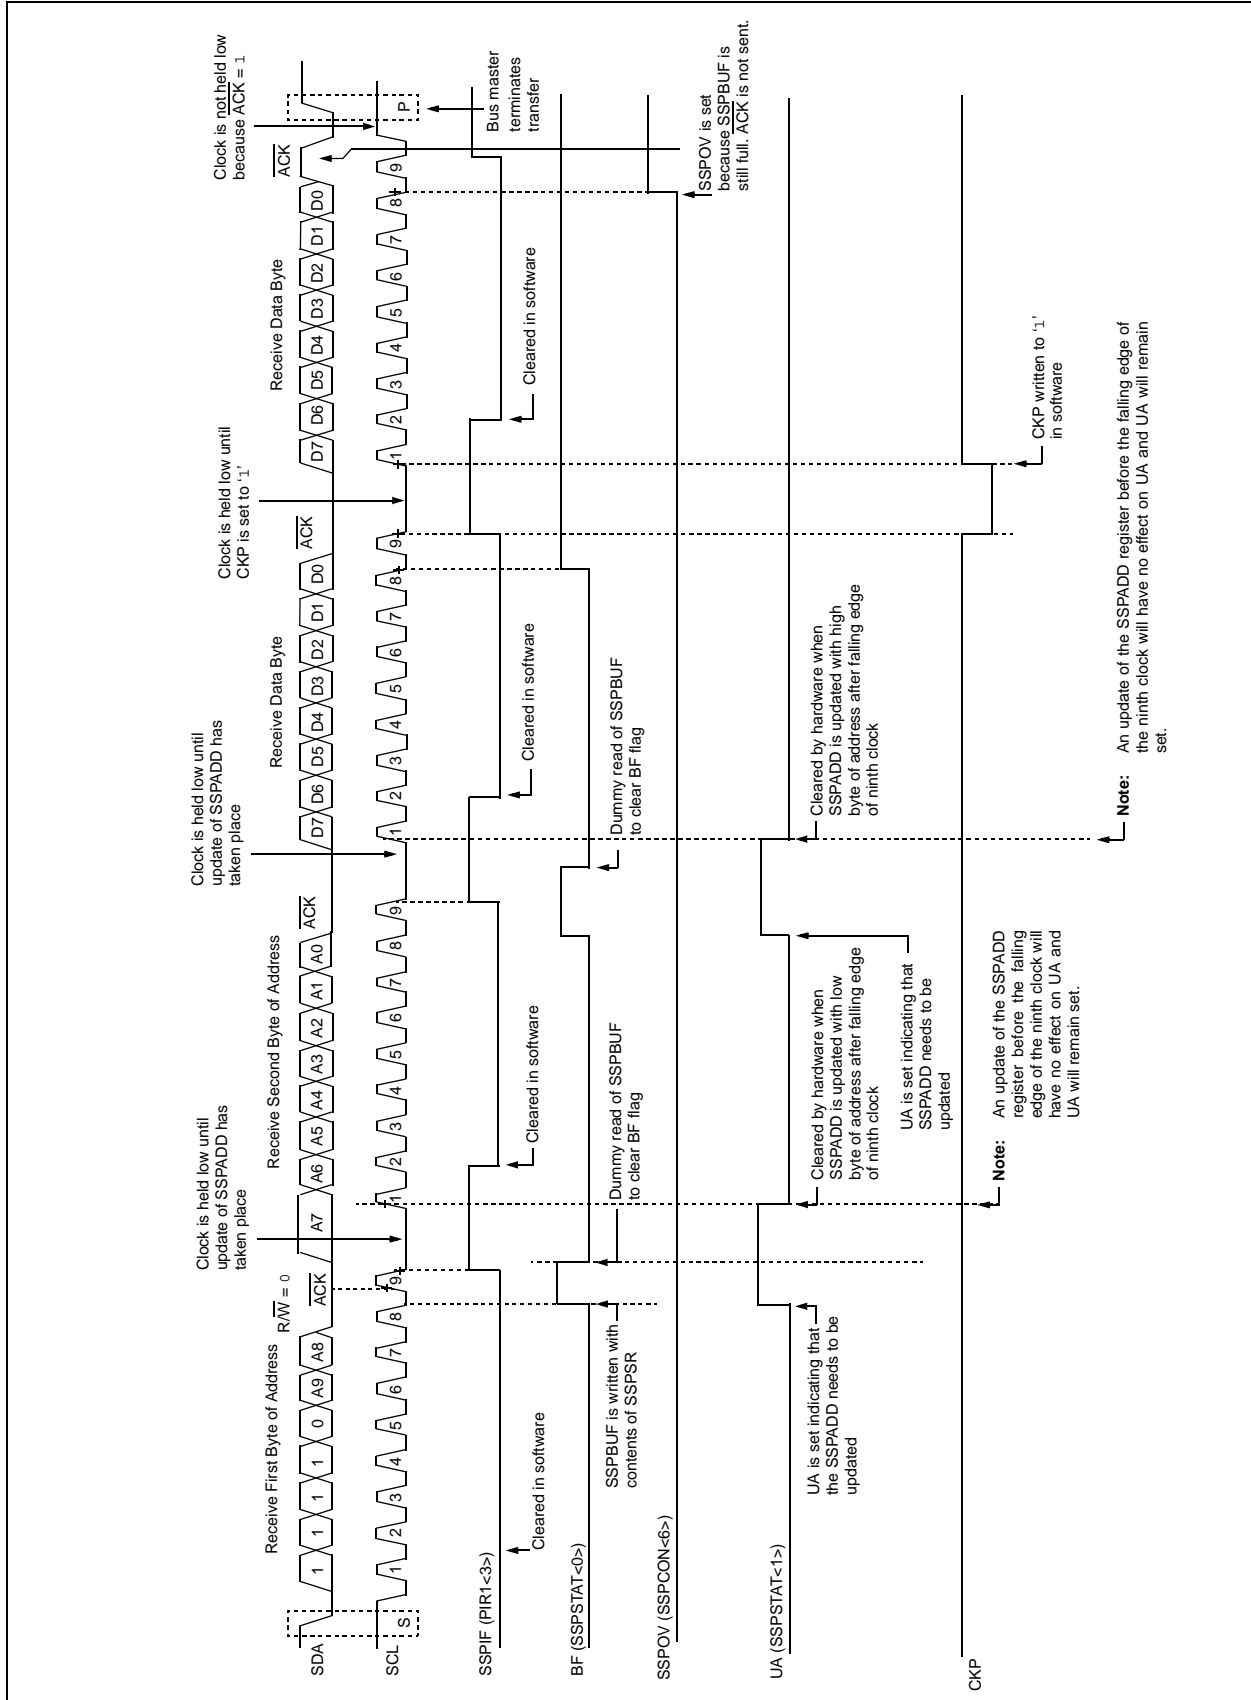 Receive First Byte of Address
R/W = 0
Clock is held low until
update of SSPADD has
taken place
Receive Second Byte of Address
Clock is held low until
update of SSPADD has
taken place
Receive Data Byte
Clock is held low until
CKP is set to ‘1’
Receive Data Byte
Clock is not held low
because ACK = 1
SDA
1 1 1 1 0 A9 A8 ACK
A7 A6 A5 A4 A3 A2 A1 A0 ACK
D7 D6 D5 D4 D3 D2 D1 D0 ACK
D7 D6 D5 D4 D3 D2 D1 D0 ACK
SCL
S 1 2 3 4 5 6 7 8 9
1 2 3 4 5 6 7 8 9
1 2 3 4 5 6 7 8 9
1 2 3 4 5 6 7 8 9 P
Bus master
terminates
transfer
SSPIF (PIR1<3>)
Cleared in software
Cleared in software
Cleared in software
Cleared in software
BF (SSPSTAT<0>)
SSPBUF is written with
contents of SSPSR
Dummy read of SSPBUF
to clear BF flag
Dummy read of SSPBUF
to clear BF flag
SSPOV (SSPCON<6>)
SSPOV is set
because SSPBUF is
still full. ACK is not sent.
UA (SSPSTAT<1>)
UA is set indicating that
the SSPADD needs to be
updated
Cleared by hardware when
SSPADD is updated with low
byte of address after falling edge
of ninth clock
UA is set indicating that
SSPADD needs to be
updated
Cleared by hardware when
SSPADD is updated with high
byte of address after falling edge
of ninth clock
CKP
CKP written to ‘1’
in software
Note: An update of the SSPADD
register before the falling
edge of the ninth clock will
have no effect on UA and
UA will remain set.
Note: An update of the SSPADD register before the falling edge of
the ninth clock will have no effect on UA and UA will remain
set.